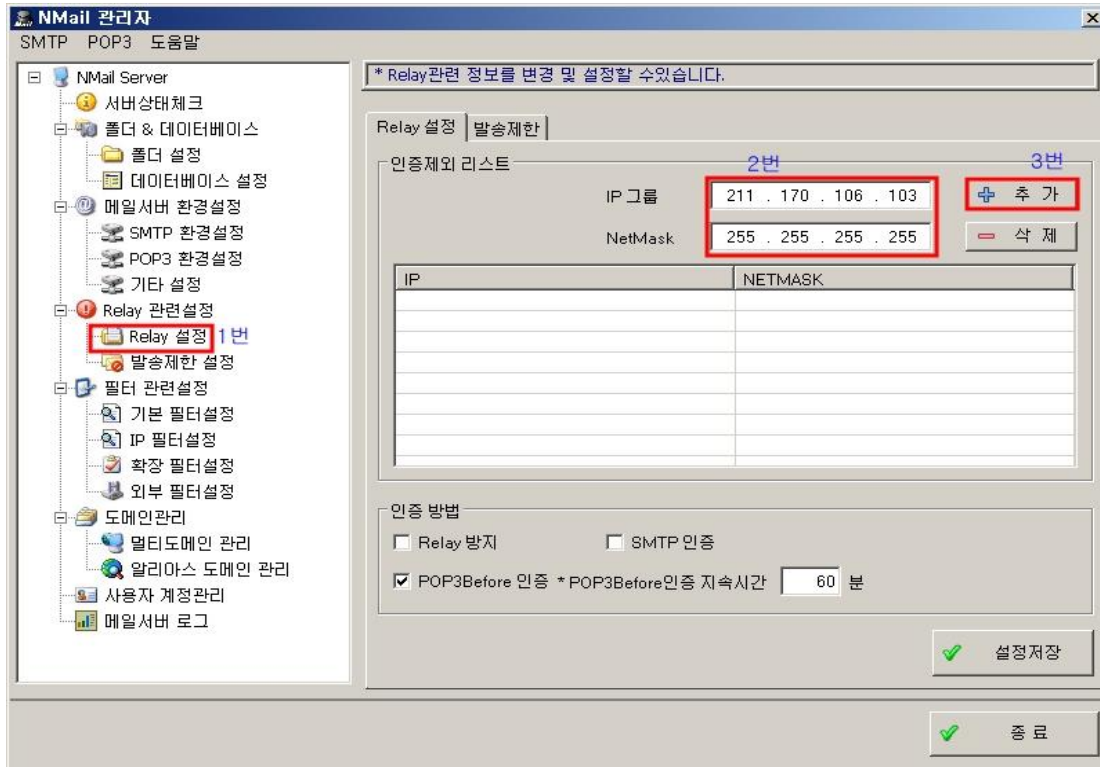 NMail 관리자
SMTP POP3 도움말
NMail Server
서버상태체크
폴더 & 데이터베이스
폴더 설정
데이터베이스 설정
메일서버 환경설정
SMTP 환경설정
POP3 환경설정
기타 설정
Relay 관련설정
Relay 설정 1번
발송제한 설정
필터 관련설정
기본 필터설정
IP 필터설정
확장 필터설정
외부 필터설정
도메인관리
멀티도메인 관리
알리아스 도메인 관리
사용자 계정관리
메일서버 로그
* Relay관련 정보를 변경 및 설정할 수있습니다.
Relay 설정 발송제한
인증제외 리스트 2번 3번
IP 그룹 211 . 170 . 106 . 103 추 가
NetMask 255 . 255 . 255 . 255 삭 제
IP NETMASK
인증 방법
Relay 방지 SMTP 인증
POP3Before 인증 * POP3Before인증 지속시간 60 분
설정저장
종 료